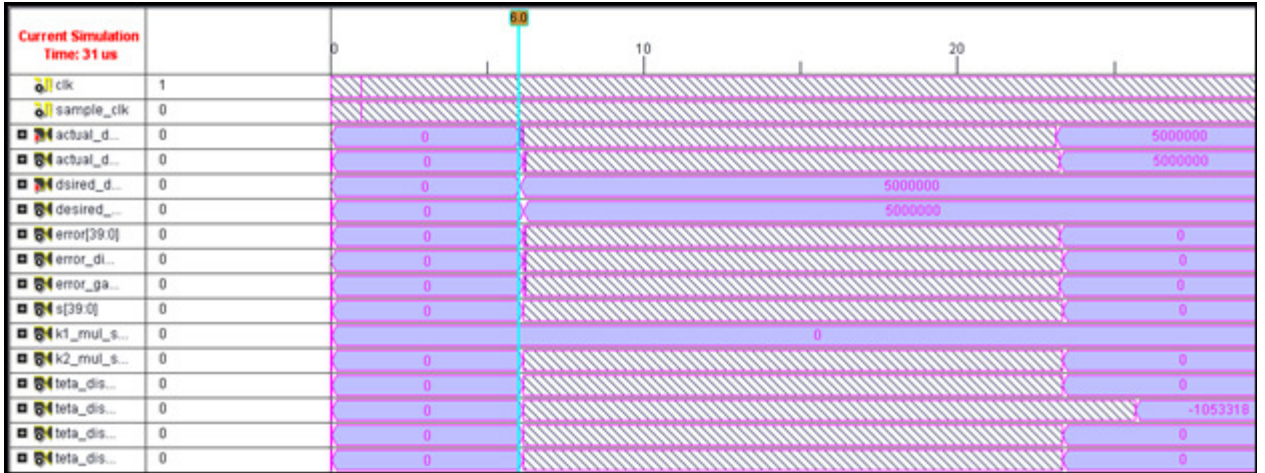 6.0
Current Simulation
Time: 31 us
0 10 20
clk 1
sample_clk 0
actual_d... 0 0 5000000
actual_d... 0 0 5000000
dsired_d... 0 0 5000000
desired_... 0 0 5000000
error[39:0] 0 0 0
error_di... 0 0 0
error_ga... 0 0 0
s[39:0] 0 0 0
k1_mul_s... 0 0
k2_mul_s... 0 0 0
teta_dis... 0 0 0
teta_dis... 0 0 -1053318
teta_dis... 0 0 0
teta_dis... 0 0 0